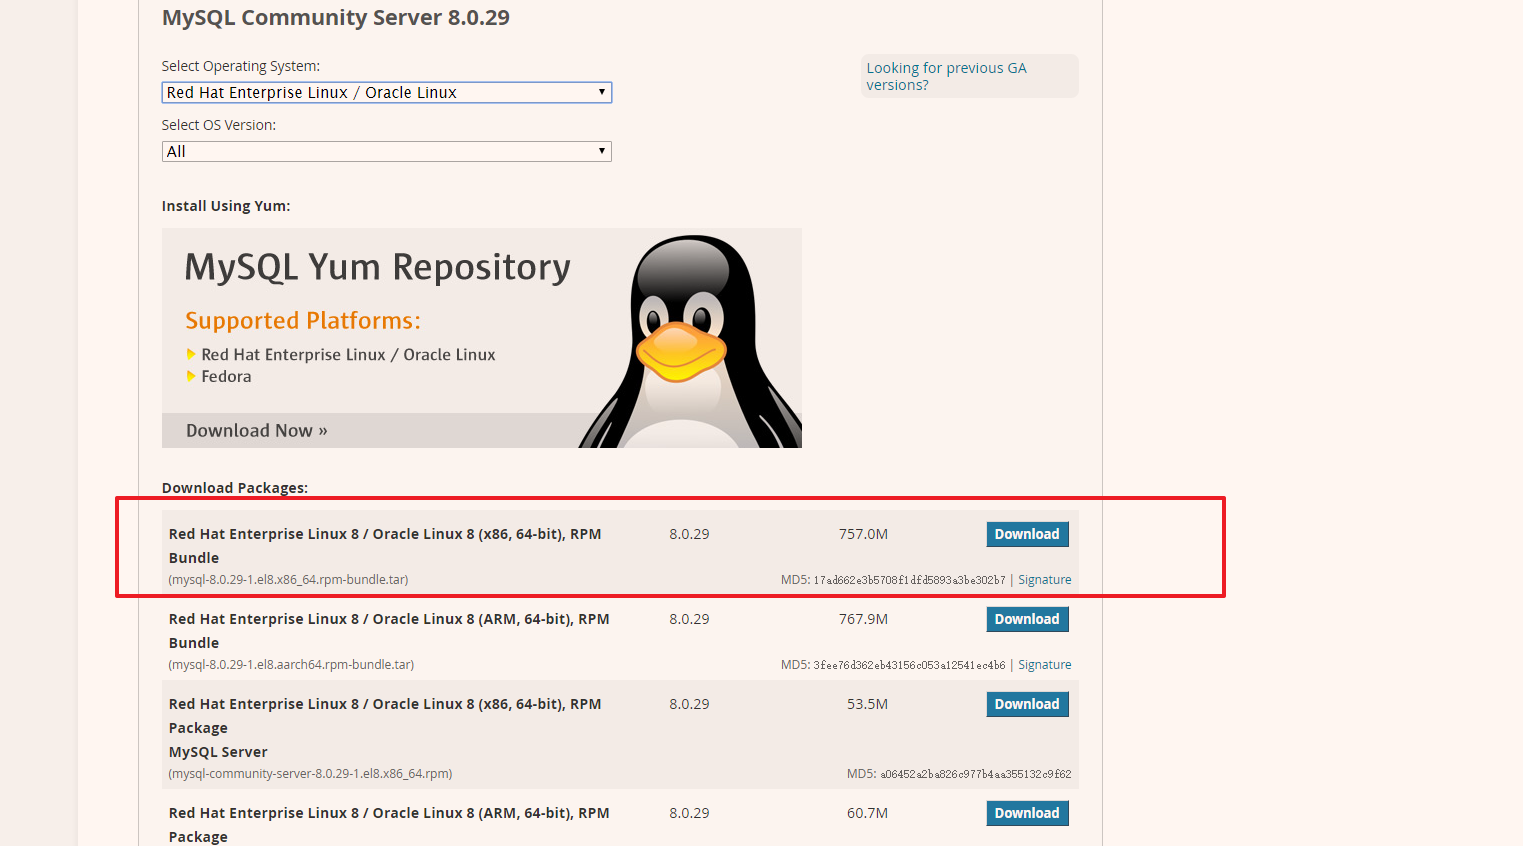 MySQL Community Server 8.0.29
Select Operating System:
Looking for previous GA
versions?
Red Hat Enterprise Linux / Oracle Linux
Select OS Version:
All
Install Using Yum:
MySQL Yum Repository
Supported Platforms:
Red Hat Enterprise Linux / Oracle Linux
Fedora
Download Now »
Download Packages:
Red Hat Enterprise Linux 8 / Oracle Linux 8 (x86, 64-bit), RPM 8.0.29 757.0M Download
Bundle
(mysql-8.0.29-1.el8.x86_64.rpm-bundle.tar) MD5: 17ad662e3b5708f1dfd5893a3be302b7 | Signature
Red Hat Enterprise Linux 8 / Oracle Linux 8 (ARM, 64-bit), RPM 8.0.29 767.9M Download
Bundle
(mysql-8.0.29-1.el8.aarch64.rpm-bundle.tar) MD5: 3fee76d362eb43156c053a12541ec4b6 | Signature
Red Hat Enterprise Linux 8 / Oracle Linux 8 (x86, 64-bit), RPM 8.0.29 53.5M Download
Package
MySQL Server
(mysql-community-server-8.0.29-1.el8.x86_64.rpm) MD5: a06452a2ba826c977b4aa355132c9f62
Red Hat Enterprise Linux 8 / Oracle Linux 8 (ARM, 64-bit), RPM 8.0.29 60.7M Download
Package